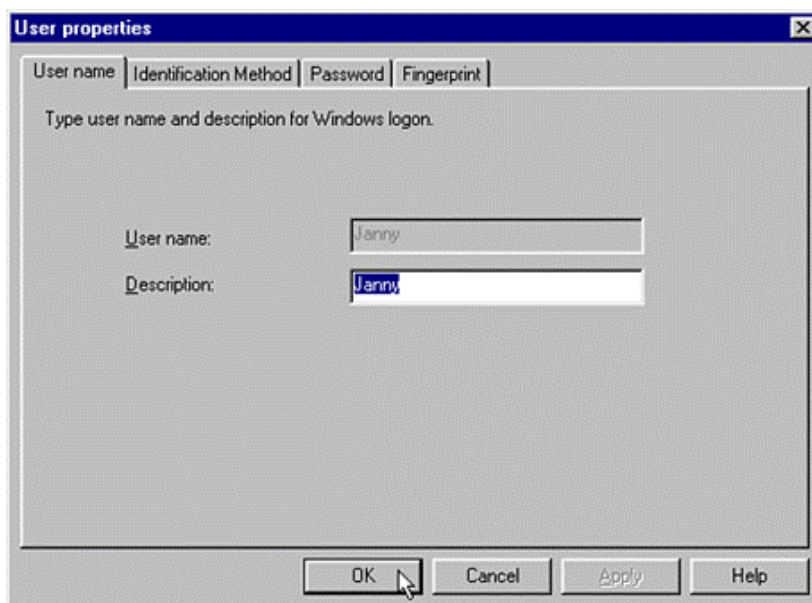 User properties
User name Identification Method Password Fingerprint
Type user name and description for Windows logon.
User name: Janny
Description: Janny
OK Cancel Apply Help